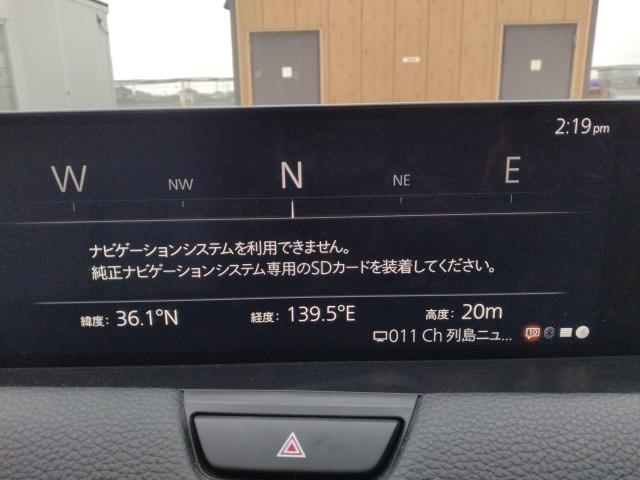 2:19pm
W NW N NE E
ナビゲーションシステムを利用できません。
純正ナビゲーションシステム専用のSDカードを装着してください。
緯度: 36.1°N 経度: 139.5°E 高度: 20m
011 Ch 列島ニュ...